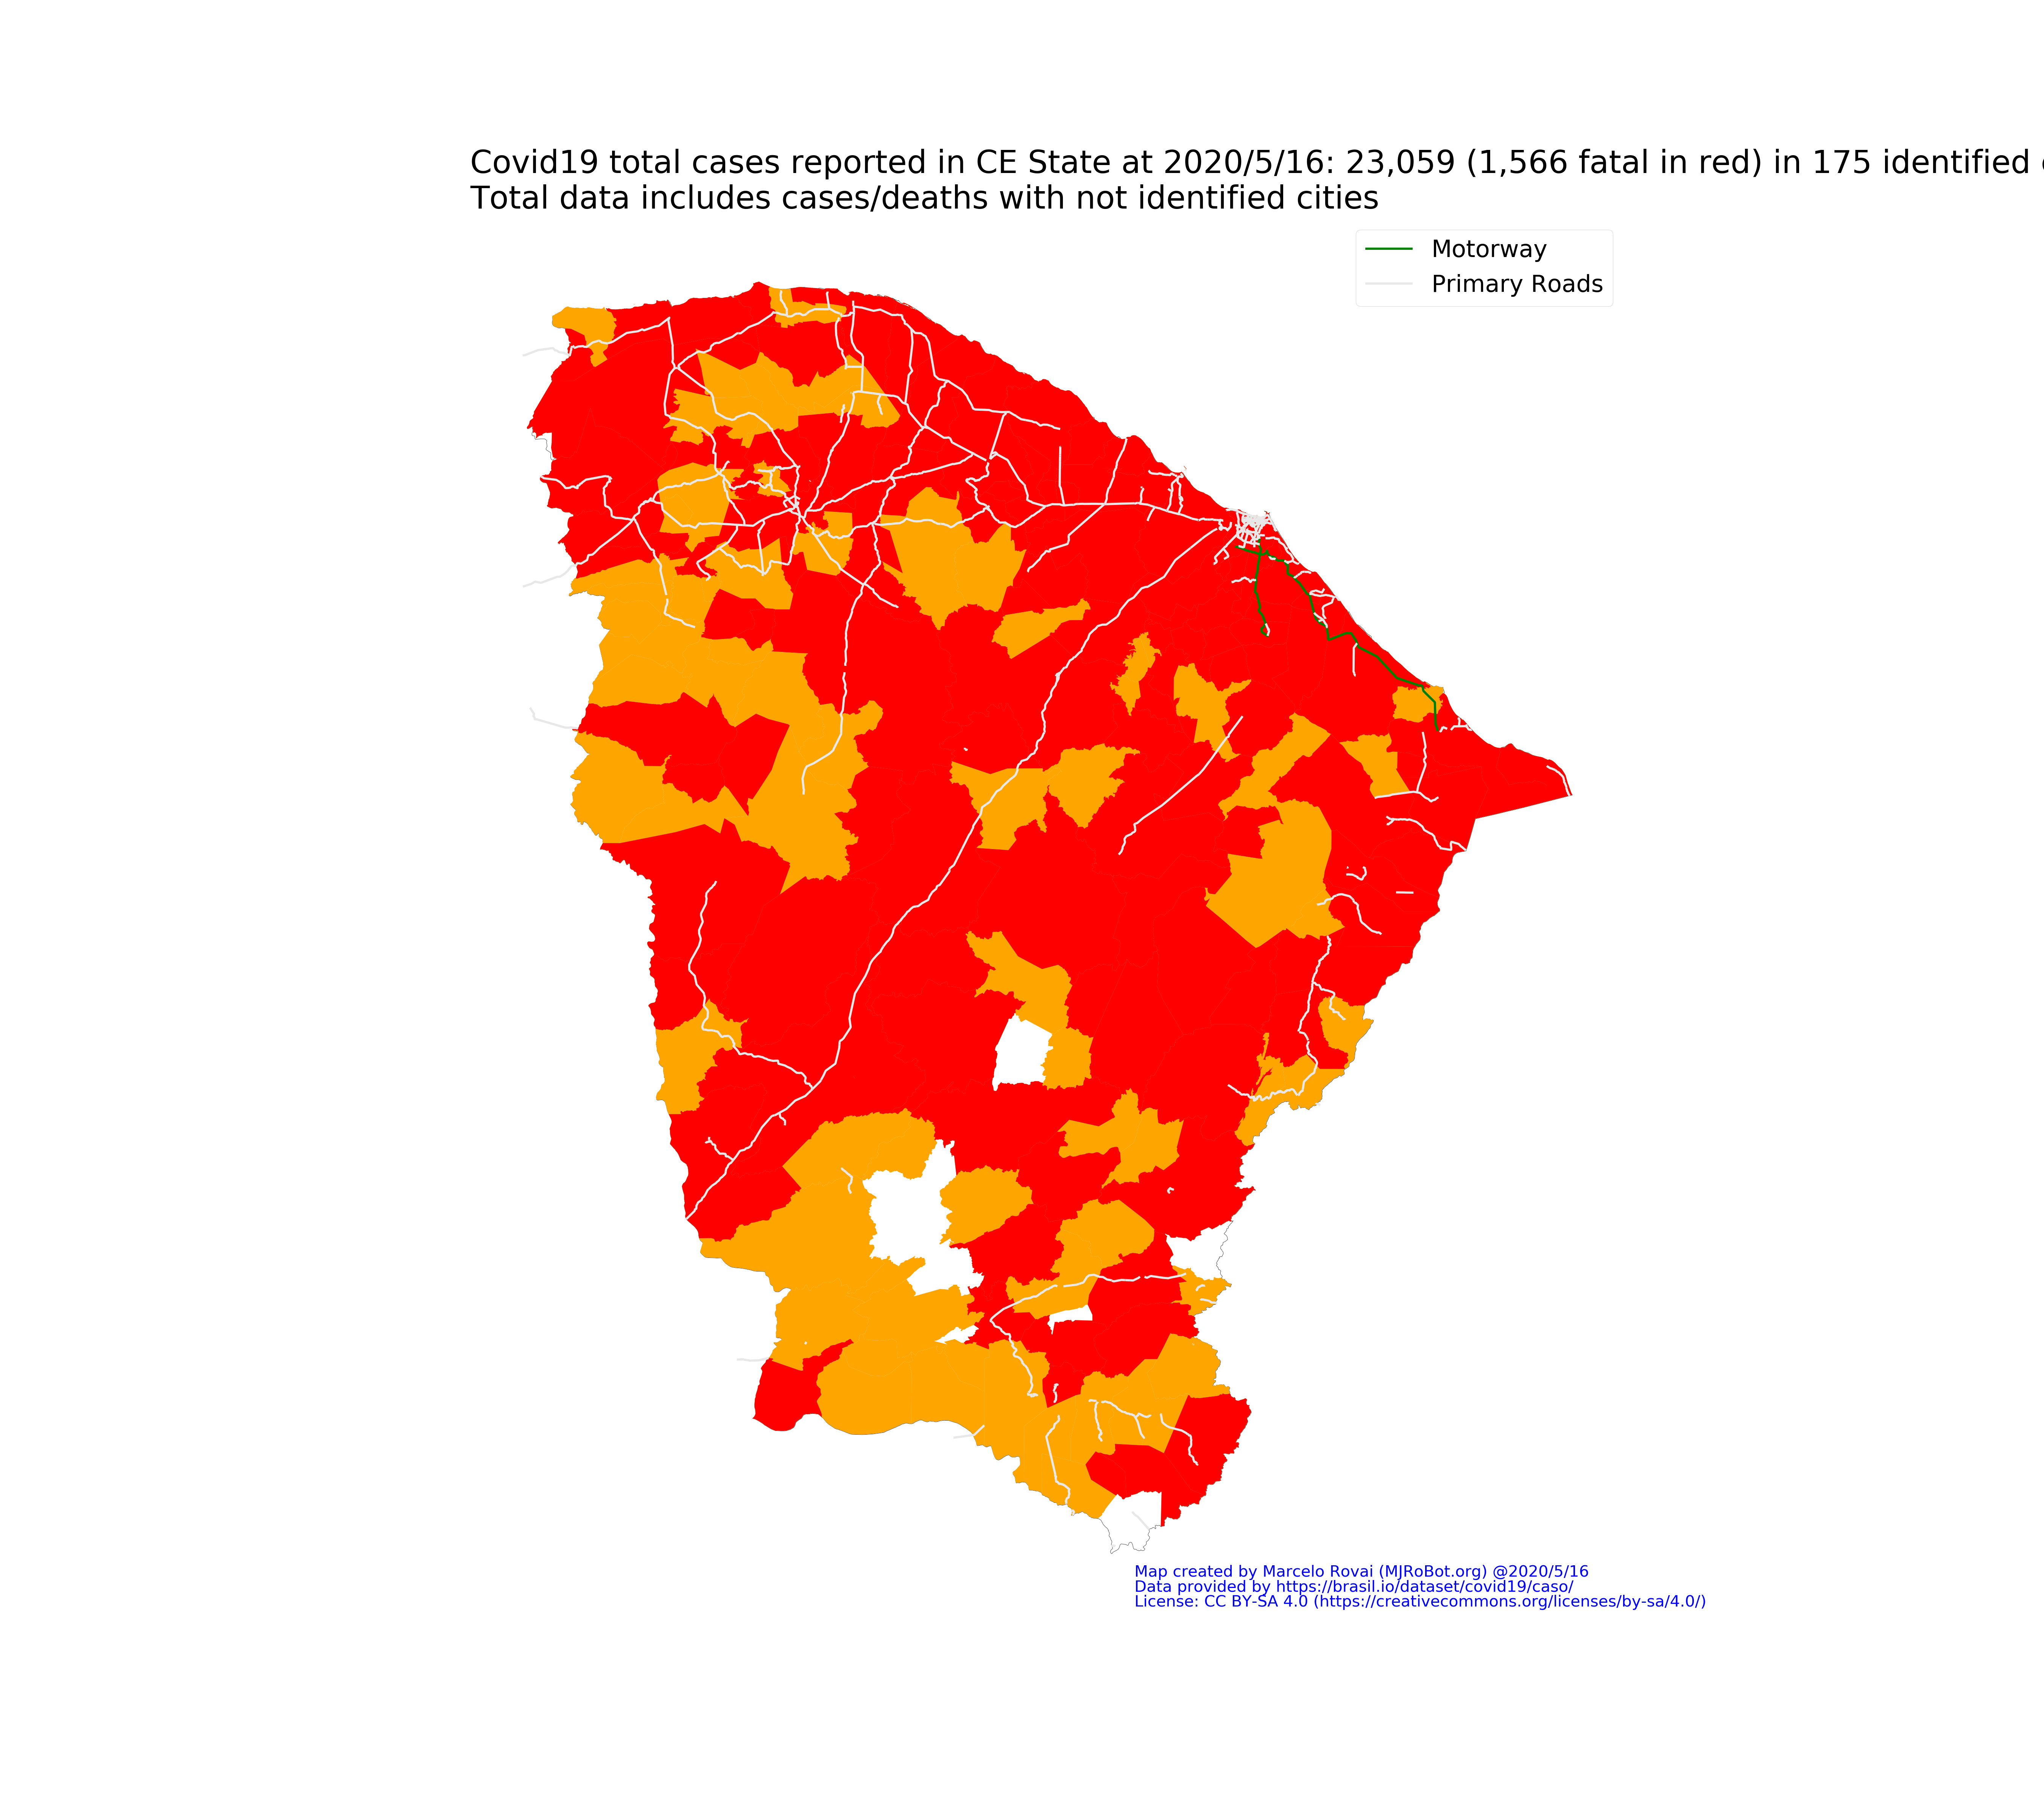 Covid19 total cases reported in CE State at 2020/5/16: 23,059 (1,566 fatal in red) in 175 identified
Total data includes cases/deaths with not identified cities
Motorway
Primary Roads
Map created by Marcelo Rovai (MJRoBot.org) @2020/5/16
Data provided by https://brasil.io/dataset/covid19/caso/
License: CC BY-SA 4.0 (https://creativecommons.org/licenses/by-sa/4.0/)